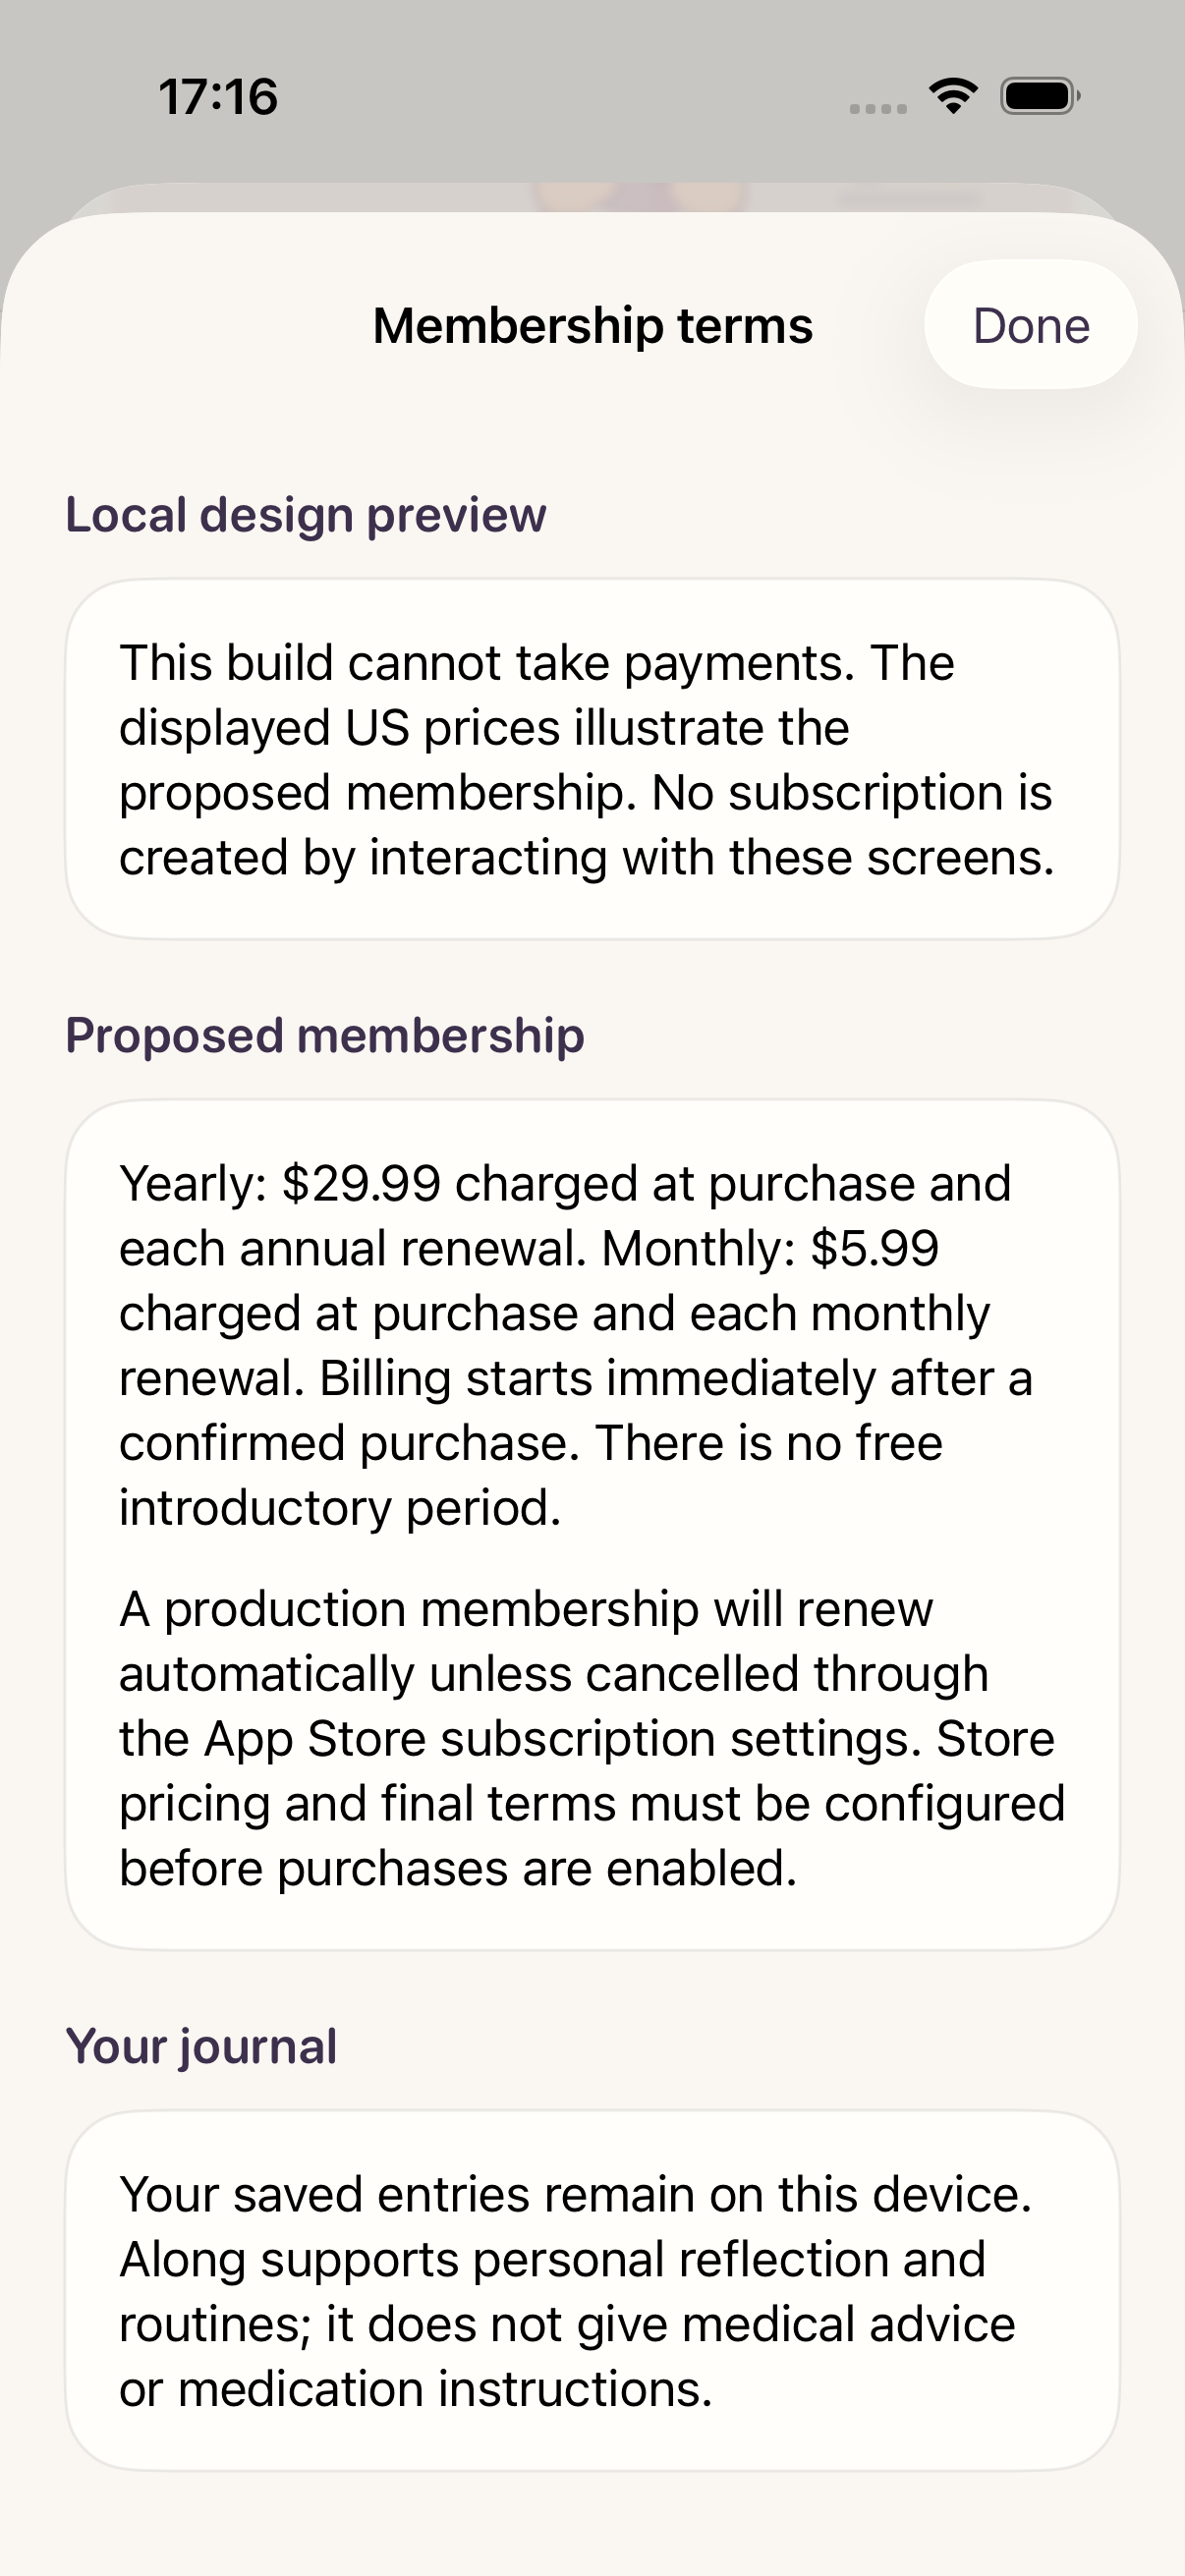 17:16
Membership terms
Done
Local design preview
This build cannot take payments. The
displayed US prices illustrate the
proposed membership. No subscription is
created by interacting with these screens.
Proposed membership
Yearly: $29.99 charged at purchase and
each annual renewal. Monthly: $5.99
charged at purchase and each monthly
renewal. Billing starts immediately after a
confirmed purchase. There is no free
introductory period.
A production membership will renew
automatically unless cancelled through
the App Store subscription settings. Store
pricing and final terms must be configured
before purchases are enabled.
Your journal
Your saved entries remain on this device.
Along supports personal reflection and
routines; it does not give medical advice
or medication instructions.